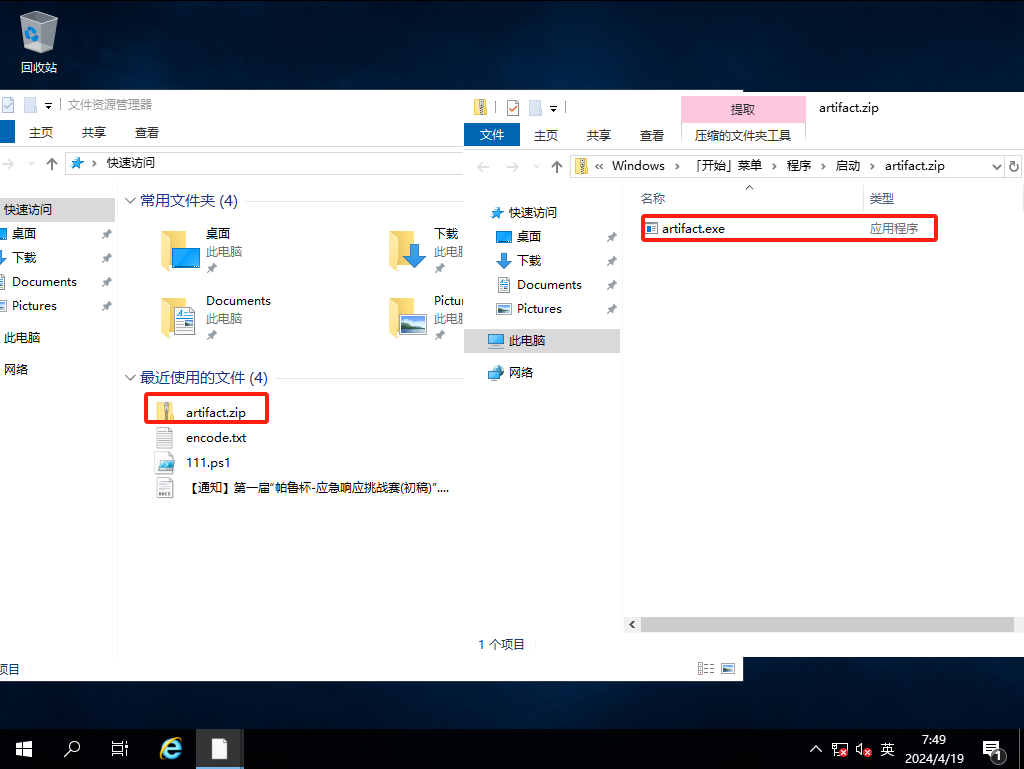 回收站
文件资源管理器
主页 共享 查看
快速访问
快速访问
桌面
下载
Documents
Pictures
此电脑
网络
常用文件夹 (4)
桌面
此电脑
下载
此电脑
Documents
此电脑
Pictur
此电脑
最近使用的文件 (4)
artifact.zip
encode.txt
111.ps1
【通知】第一届“帕鲁杯-应急响应挑战赛(初稿)”....
项目
提取
artifact.zip
文件 主页 共享 查看 压缩的文件夹工具
« Windows › 「开始」菜单 › 程序 › 启动 › artifact.zip
快速访问
桌面
下载
Documents
Pictures
此电脑
网络
名称 类型
artifact.exe 应用程序
1 个项目
英
7:49
2024/4/19
1